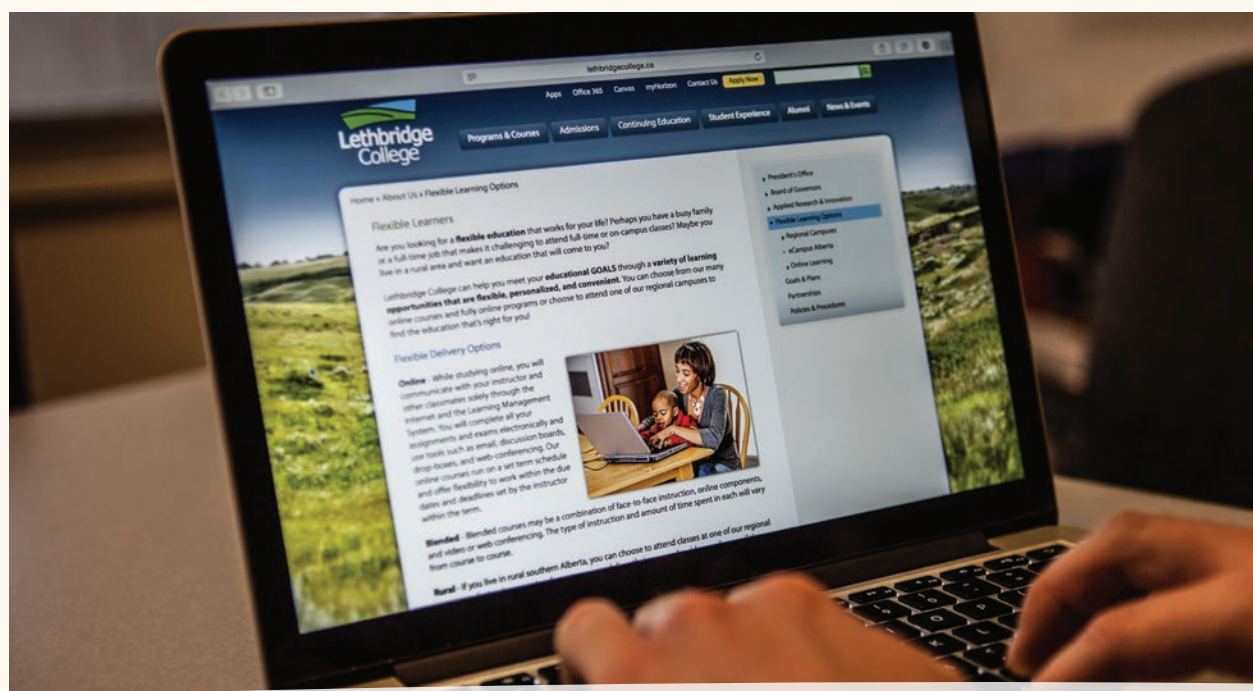 lethbridgecollege.ca
Apps Office 365 Canvas myHorizon Contact Us Apply Now
Lethbridge
College
Programs & Courses Admissions Continuing Education Student Experience Alumni News & Events
Home » About Us » Flexible Learning Options
Flexible Learners
Are you looking for a flexible education that works for your life? Perhaps you have a busy family
or a full-time job that makes it challenging to attend full-time or on-campus classes? Maybe you
live in a rural area and want an education that will come to you?
Lethbridge College can help you meet your educational GOALS through a variety of learning
opportunities that are flexible, personalized, and convenient. You can choose from our many
online courses and fully online programs or choose to attend one of our regional campuses to
find the education that's right for you!
Flexible Delivery Options
Online - While studying online, you will
communicate with your instructor and
other classmates solely through the
Internet and the Learning Management
System. You will complete all your
assignments and exams electronically and
use tools such as email, discussion boards,
drop-boxes, and web-conferencing. Our
online courses run on a set term schedule
and offer flexibility to work within the due
dates and deadlines set by the instructor
within the term.
Blended - Blended courses may be a combination of face-to-face instruction, online components,
and video or web conferencing. The type of instruction and amount of time spent in each will vary
from course to course.
Rural - If you live in rural southern Alberta, you can choose to attend classes at one of our regional
President's Office
Board of Governors
Applied Research & Innovation
Flexible Learning Options
Regional Campuses
eCampus Alberta
Online Learning
Goals & Plans
Partnerships
Policies & Procedures